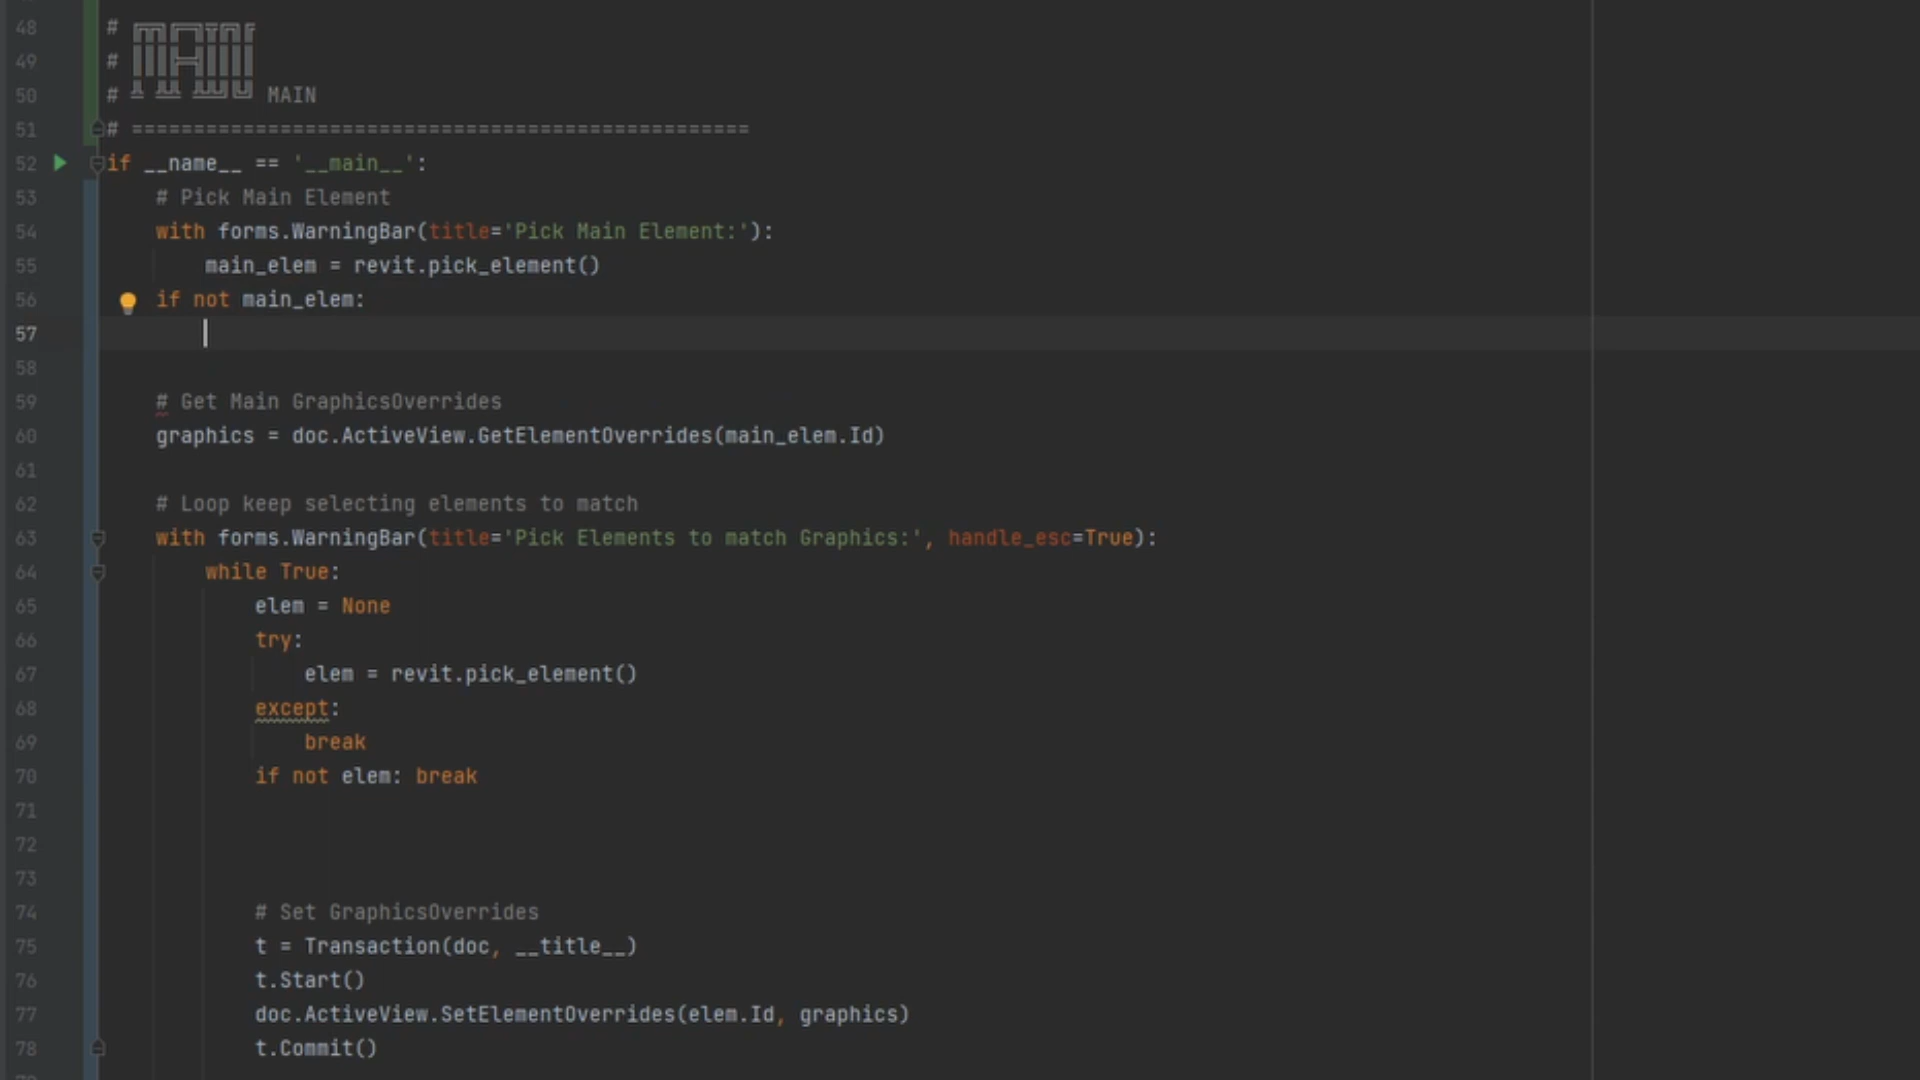 48 #
49 #
50 # MAIN
51 # ==================================================
52 if __name__ == '__main__':
53 # Pick Main Element
54 with forms.WarningBar(title='Pick Main Element:'):
55 main_elem = revit.pick_element()
56 if not main_elem:
57
58
59 # Get Main GraphicsOverrides
60 graphics = doc.ActiveView.GetElementOverrides(main_elem.Id)
61
62 # Loop keep selecting elements to match
63 with forms.WarningBar(title='Pick Elements to match Graphics:', handle_esc=True):
64 while True:
65 elem = None
66 try:
67 elem = revit.pick_element()
68 except:
69 break
70 if not elem: break
71
72
73
74 # Set GraphicsOverrides
75 t = Transaction(doc, __title__)
76 t.Start()
77 doc.ActiveView.SetElementOverrides(elem.Id, graphics)
78 t.Commit()